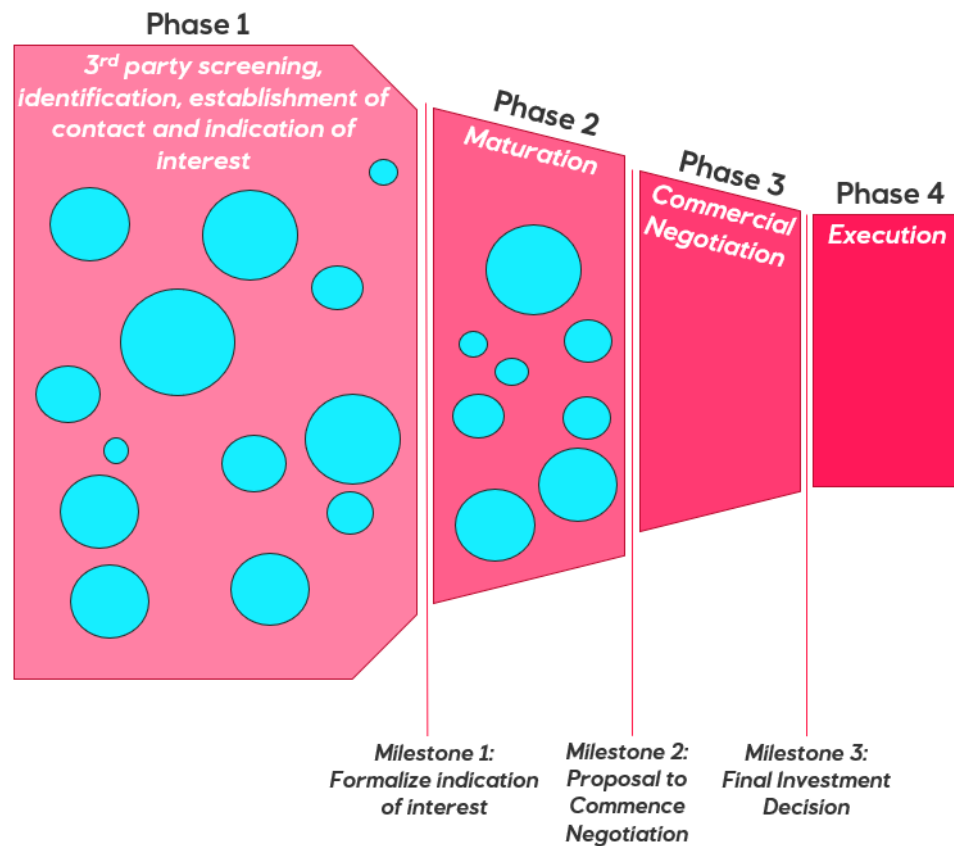 Phase 1
3rd party screening,
identification, establishment of
contact and indication of
interest
Phase 2
Maturation
Phase 3
Commercial
Negotiation
Phase 4
Execution
Milestone 1:
Formalize indication
of interest
Milestone 2:
Proposal to
Commence
Negotiation
Milestone 3:
Final Investment
Decision